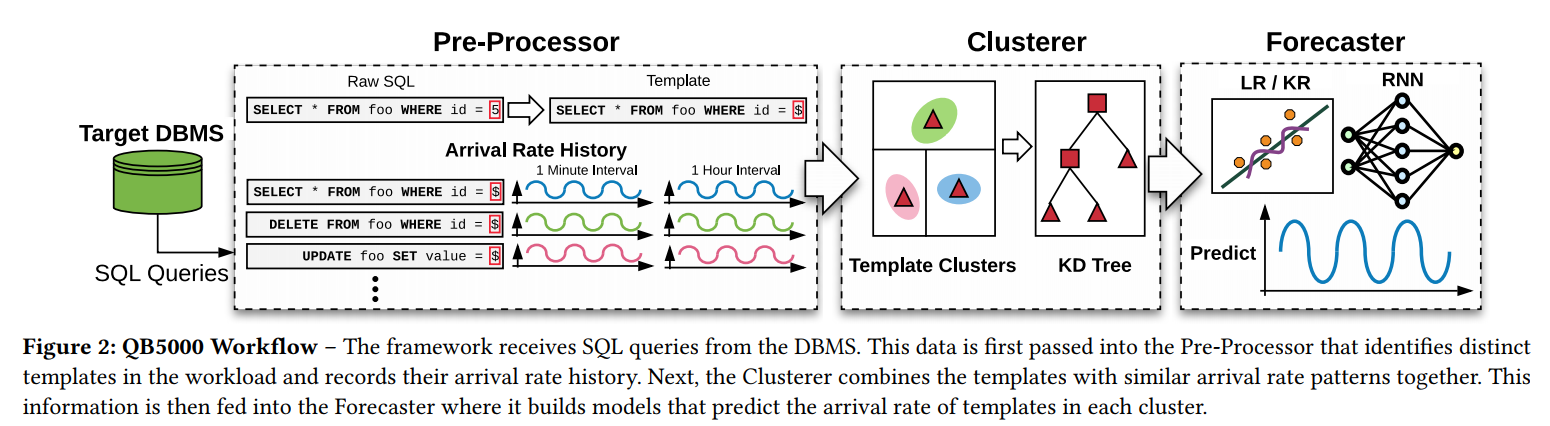 Pre-Processor
Clusterer
Forecaster
Raw SQL
Template
SELECT * FROM foo WHERE id = 5
SELECT * FROM foo WHERE id = $
Target DBMS
SQL Queries
Arrival Rate History
1 Minute Interval
1 Hour Interval
SELECT * FROM foo WHERE id = $
DELETE FROM foo WHERE id = $
UPDATE foo SET value = $
Template Clusters
KD Tree
LR / KR
RNN
Predict
Figure 2: QB5000 Workflow – The framework receives SQL queries from the DBMS. This data is first passed into the Pre-Processor that identifies distinct
templates in the workload and records their arrival rate history. Next, the Clusterer combines the templates with similar arrival rate patterns together. This
information is then fed into the Forecaster where it builds models that predict the arrival rate of templates in each cluster.